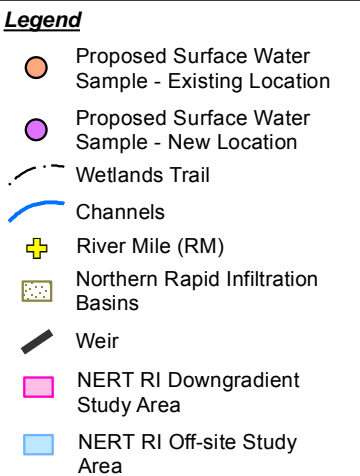 Legend
Proposed Surface Water
Sample - Existing Location
Proposed Surface Water
Sample - New Location
Wetlands Trail
Channels
River Mile (RM)
Northern Rapid Infiltration
Basins
Weir
NERT RI Downgradient
Study Area
NERT RI Off-site Study
Area